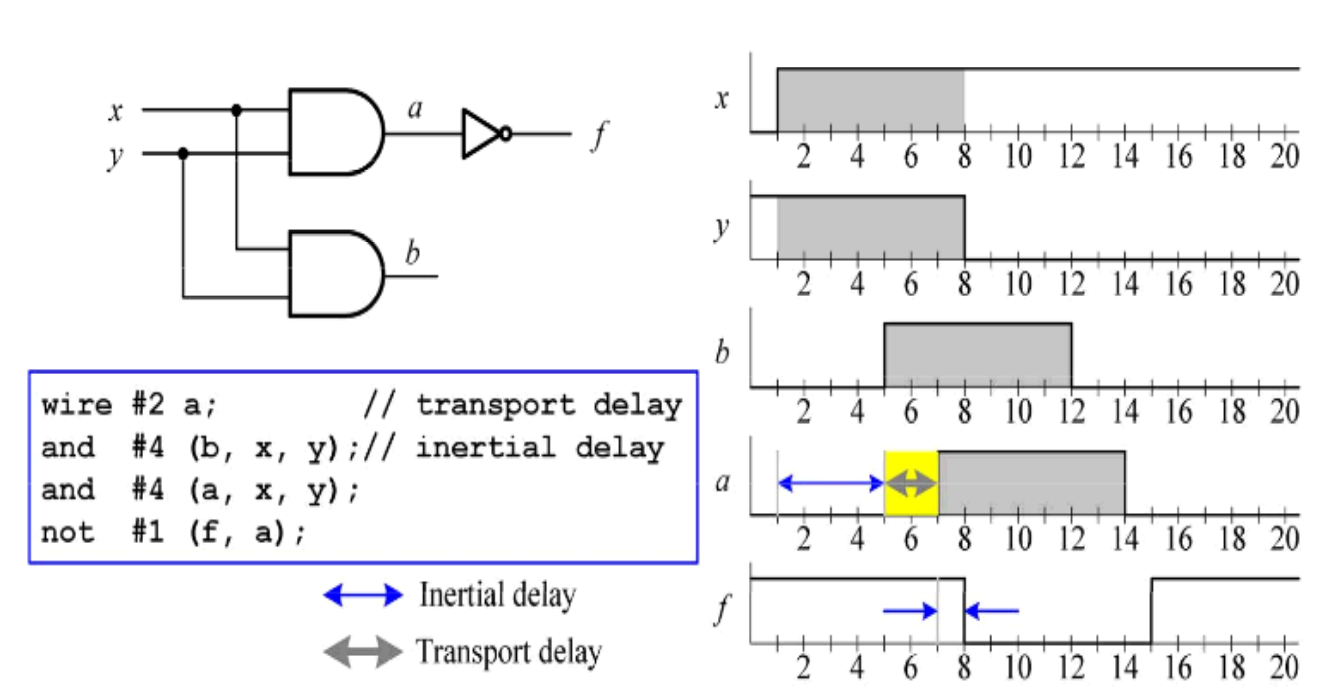 x
y
a
f
b
wire #2 a; // transport delay
and #4 (b, x, y);// inertial delay
and #4 (a, x, y);
not #1 (f, a);
Inertial delay
Transport delay
x
2 4 6 8 10 12 14 16 18 20
y
2 4 6 8 10 12 14 16 18 20
b
2 4 6 8 10 12 14 16 18 20
a
2 4 6 8 10 12 14 16 18 20
f
2 4 6 8 10 12 14 16 18 20